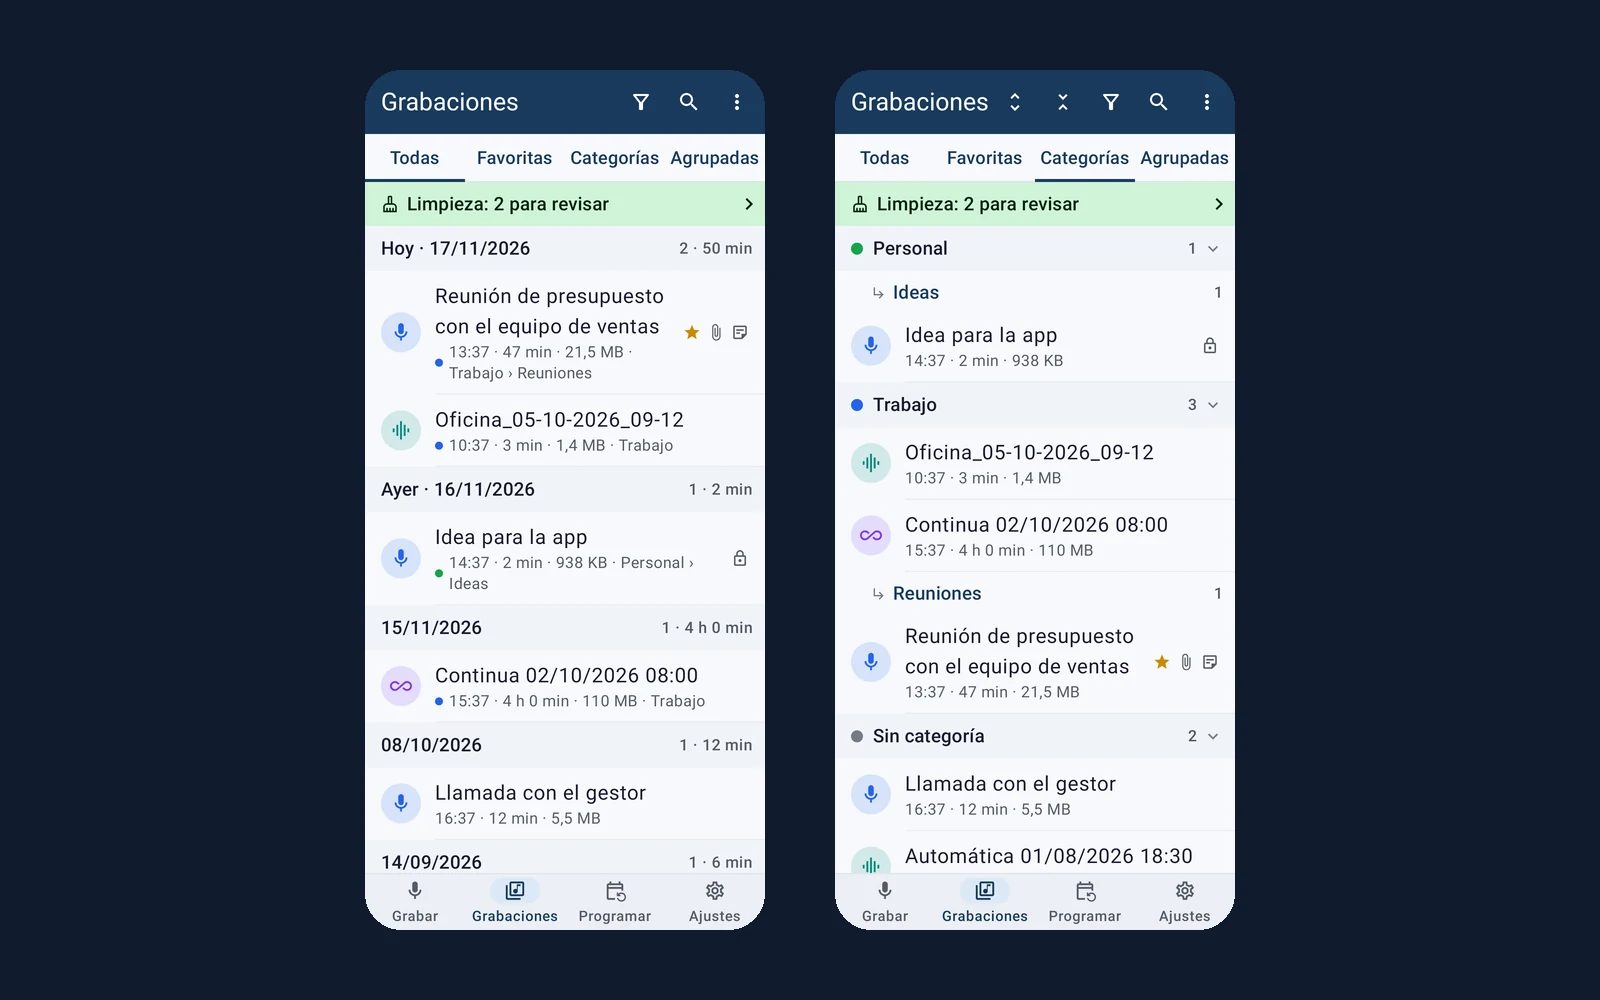 Grabaciones
Todas Favoritas Categorías Agrupadas
Limpieza: 2 para revisar
Hoy · 17/11/2026 2 · 50 min
Reunión de presupuesto
con el equipo de ventas
13:37 · 47 min · 21,5 MB ·
Trabajo › Reuniones
Oficina_05-10-2026_09-12
10:37 · 3 min · 1,4 MB · Trabajo
Ayer · 16/11/2026 1 · 2 min
Idea para la app
14:37 · 2 min · 938 KB · Personal ›
Ideas
15/11/2026 1 · 4 h 0 min
Continua 02/10/2026 08:00
15:37 · 4 h 0 min · 110 MB · Trabajo
08/10/2026 1 · 12 min
Llamada con el gestor
16:37 · 12 min · 5,5 MB
14/09/2026 1 · 6 min
Grabar Grabaciones Programar Ajustes
Grabaciones
Todas Favoritas Categorías Agrupadas
Limpieza: 2 para revisar
Personal 1
Ideas 1
Idea para la app
14:37 · 2 min · 938 KB
Trabajo 3
Oficina_05-10-2026_09-12
10:37 · 3 min · 1,4 MB
Continua 02/10/2026 08:00
15:37 · 4 h 0 min · 110 MB
Reuniones 1
Reunión de presupuesto
con el equipo de ventas
13:37 · 47 min · 21,5 MB
Sin categoría 2
Llamada con el gestor
16:37 · 12 min · 5,5 MB
Automática 01/08/2026 18:30
Grabar Grabaciones Programar Ajustes